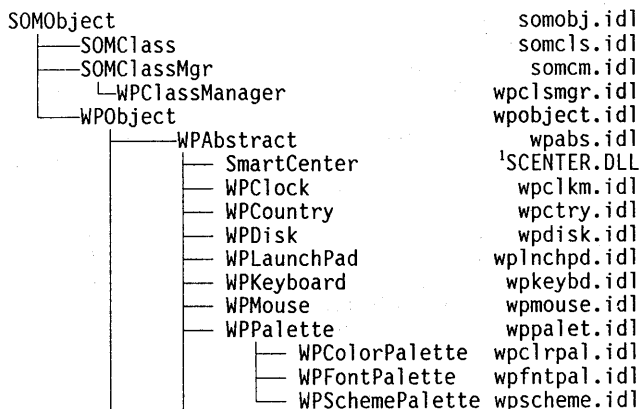 SOMObject somobj.idl
SOMClass somcls.idl
SOMClassMgr somcm.idl
WPClassManager wpclsmgr.idl
WPObject wpobject.idl
WPAbstract wpabs.idl
SmartCenter ¹SCENTER.DLL
WPClock wpclkm.idl
WPCountry wpctry.idl
WPDisk wpdisk.idl
WPLaunchPad wplnchpd.idl
WPKeyboard wpkeybd.idl
WPMouse wpmouse.idl
WPPalette wppalet.idl
WPColorPalette wpclrpal.idl
WPFontPalette wpfntpal.idl
WPSchemePalette wpscheme.idl